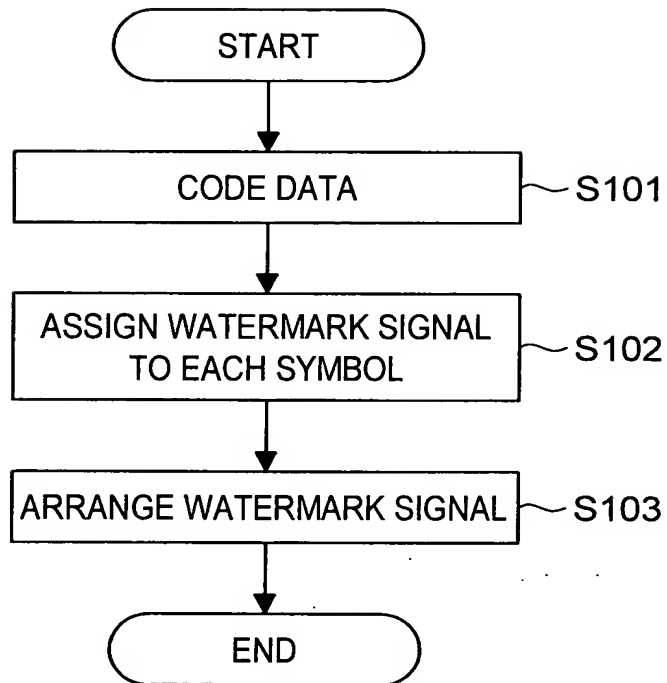 START
CODE DATA
S101
ASSIGN WATERMARK SIGNAL
TO EACH SYMBOL
S102
ARRANGE WATERMARK SIGNAL
S103
END